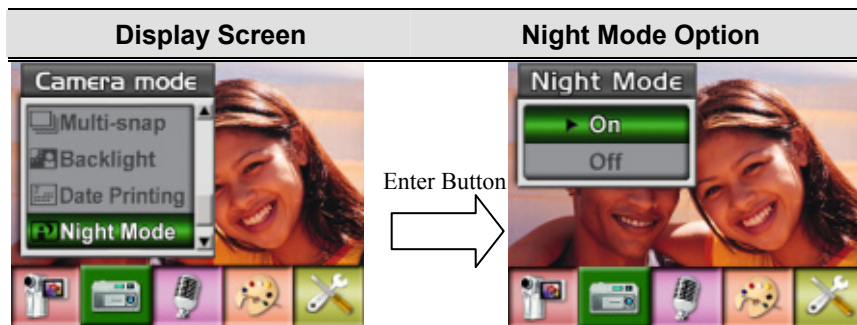 Display Screen
Night Mode Option
Camera mode
Multi-snap
Backlight
Date Printing
Night Mode
Enter Button
Night Mode
On
Off